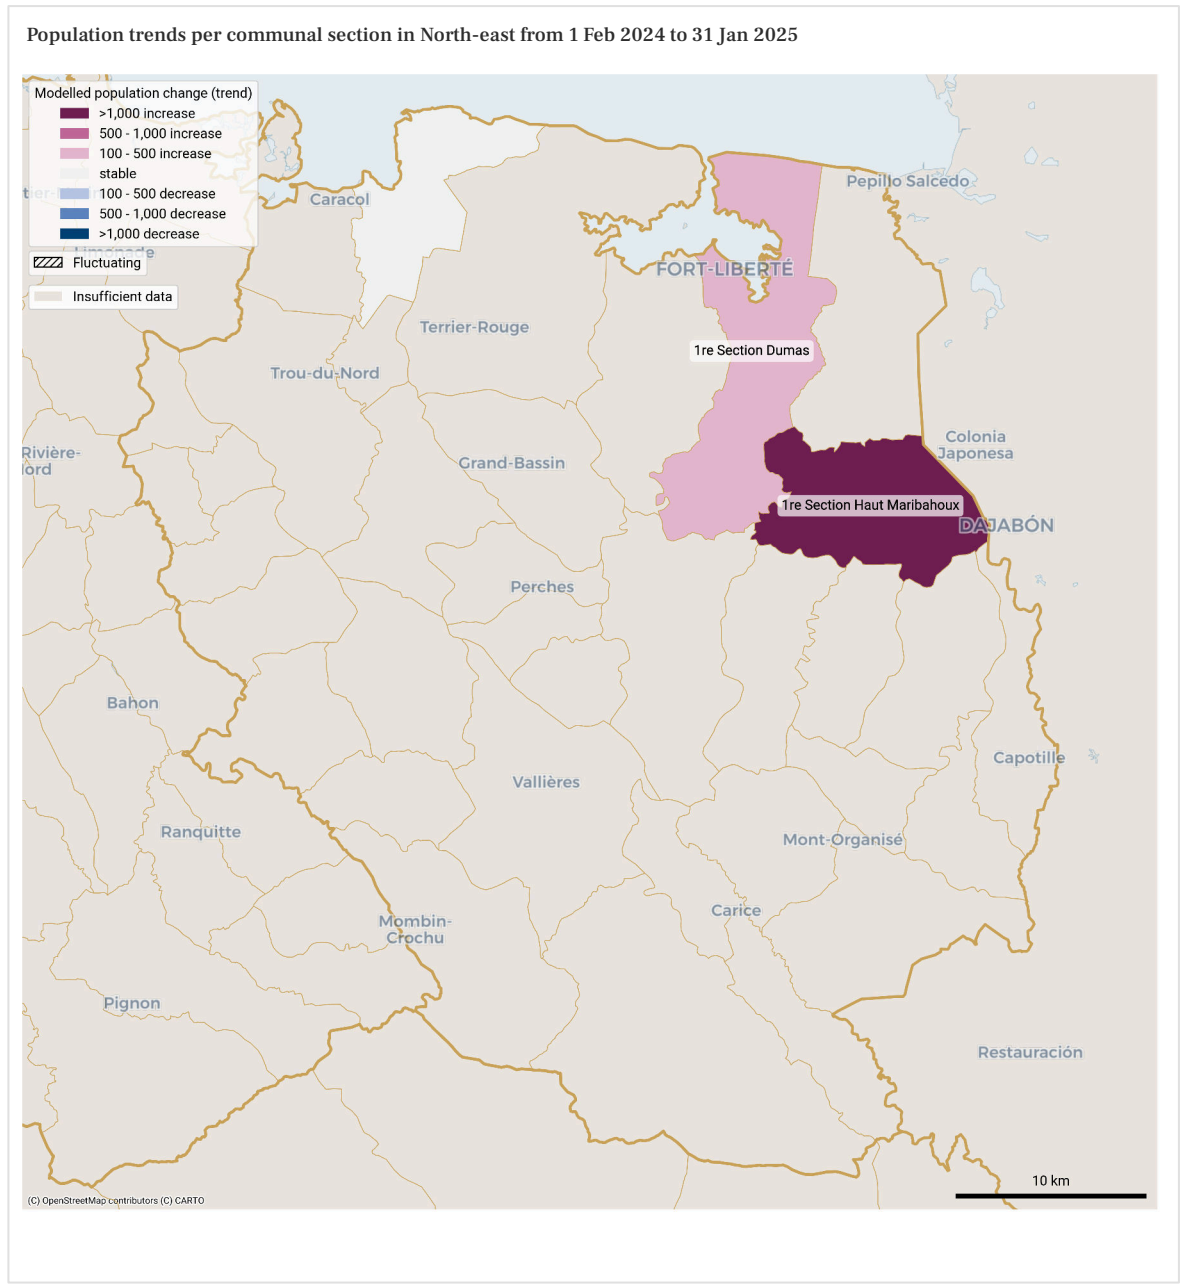 Population trends per communal section in North-east from 1 Feb 2024 to 31 Jan 2025
Modelled population change (trend)
>1,000 increase
500 - 1,000 increase
100 - 500 increase
stable
100 - 500 decrease
500 - 1,000 decrease
>1,000 decrease
Fluctuating
Insufficient data
Limonade
Caracol
Pepillo Salcedo
FORT-LIBERTÉ
Terrier-Rouge
1re Section Dumas
Trou-du-Nord
Colonia
Japonesa
Rivière-
Grand-Bassin
1re Section Haut Maribahoux
DAJABÓN
Perches
Bahon
Capotille
Vallières
Ranquitte
Mont-Organisé
Carice
Mombin-
Crochu
Pignon
Restauración
10 km
(C) OpenStreetMap contributors (C) CARTO